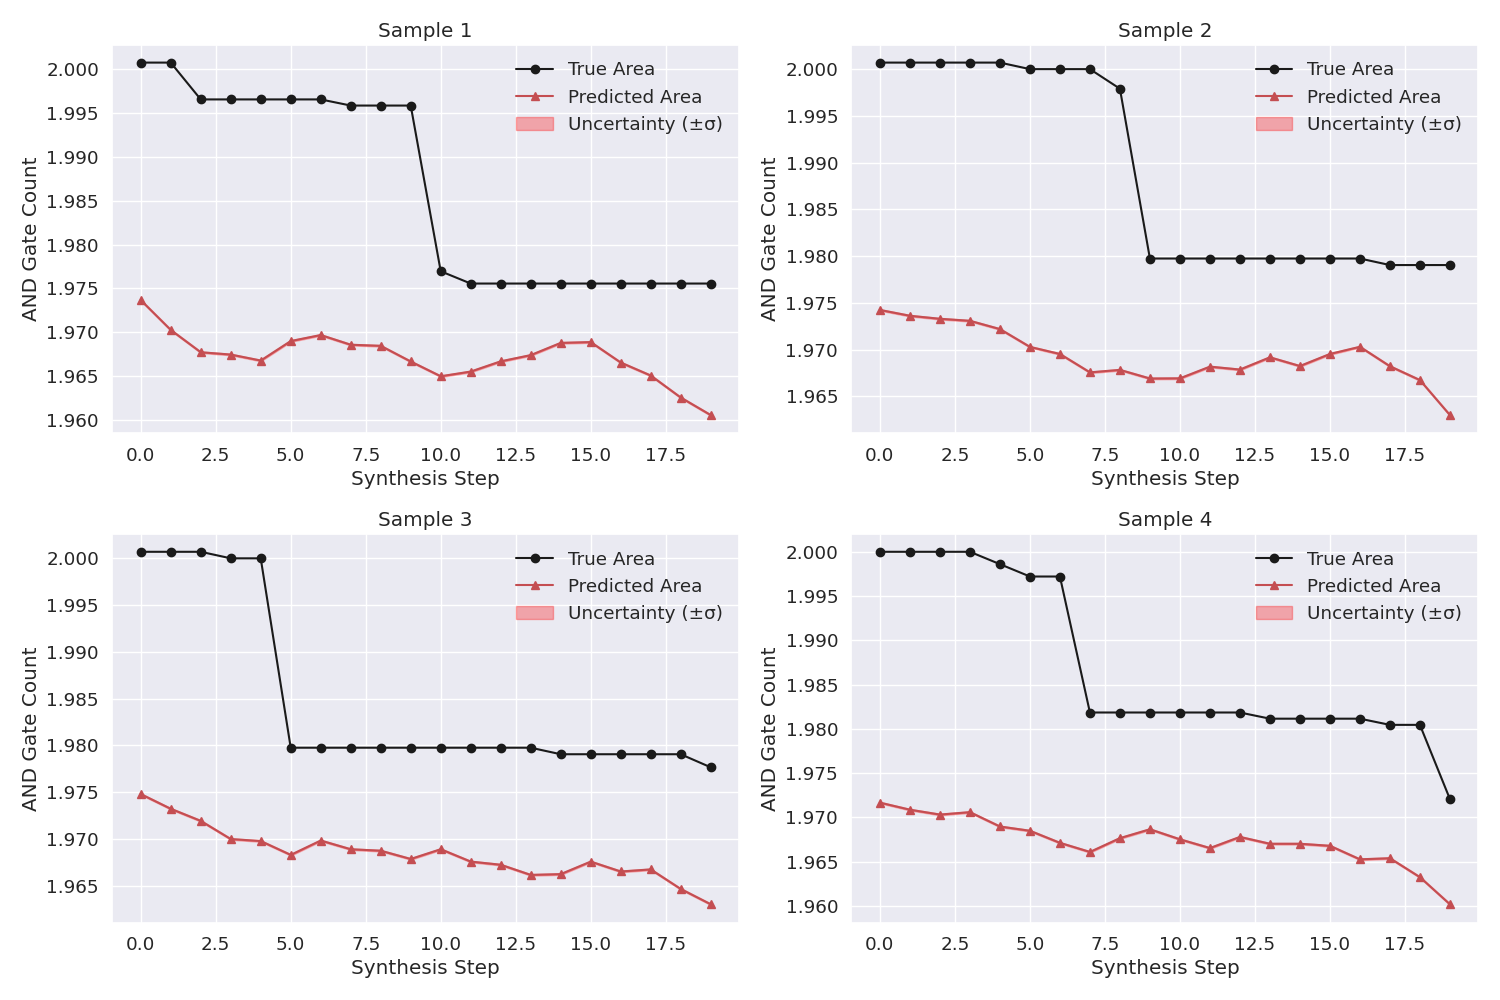 Sample 1
2.000
1.995
1.990
1.985
1.980
1.975
1.970
1.965
1.960
AND Gate Count
True Area
Predicted Area
Uncertainty (±σ)
0.0 2.5 5.0 7.5 10.0 12.5 15.0 17.5
Synthesis Step
Sample 2
2.000
1.995
1.990
1.985
1.980
1.975
1.970
1.965
AND Gate Count
True Area
Predicted Area
Uncertainty (±σ)
0.0 2.5 5.0 7.5 10.0 12.5 15.0 17.5
Synthesis Step
Sample 3
2.000
1.995
1.990
1.985
1.980
1.975
1.970
1.965
AND Gate Count
True Area
Predicted Area
Uncertainty (±σ)
0.0 2.5 5.0 7.5 10.0 12.5 15.0 17.5
Synthesis Step
Sample 4
2.000
1.995
1.990
1.985
1.980
1.975
1.970
1.965
1.960
AND Gate Count
True Area
Predicted Area
Uncertainty (±σ)
0.0 2.5 5.0 7.5 10.0 12.5 15.0 17.5
Synthesis Step